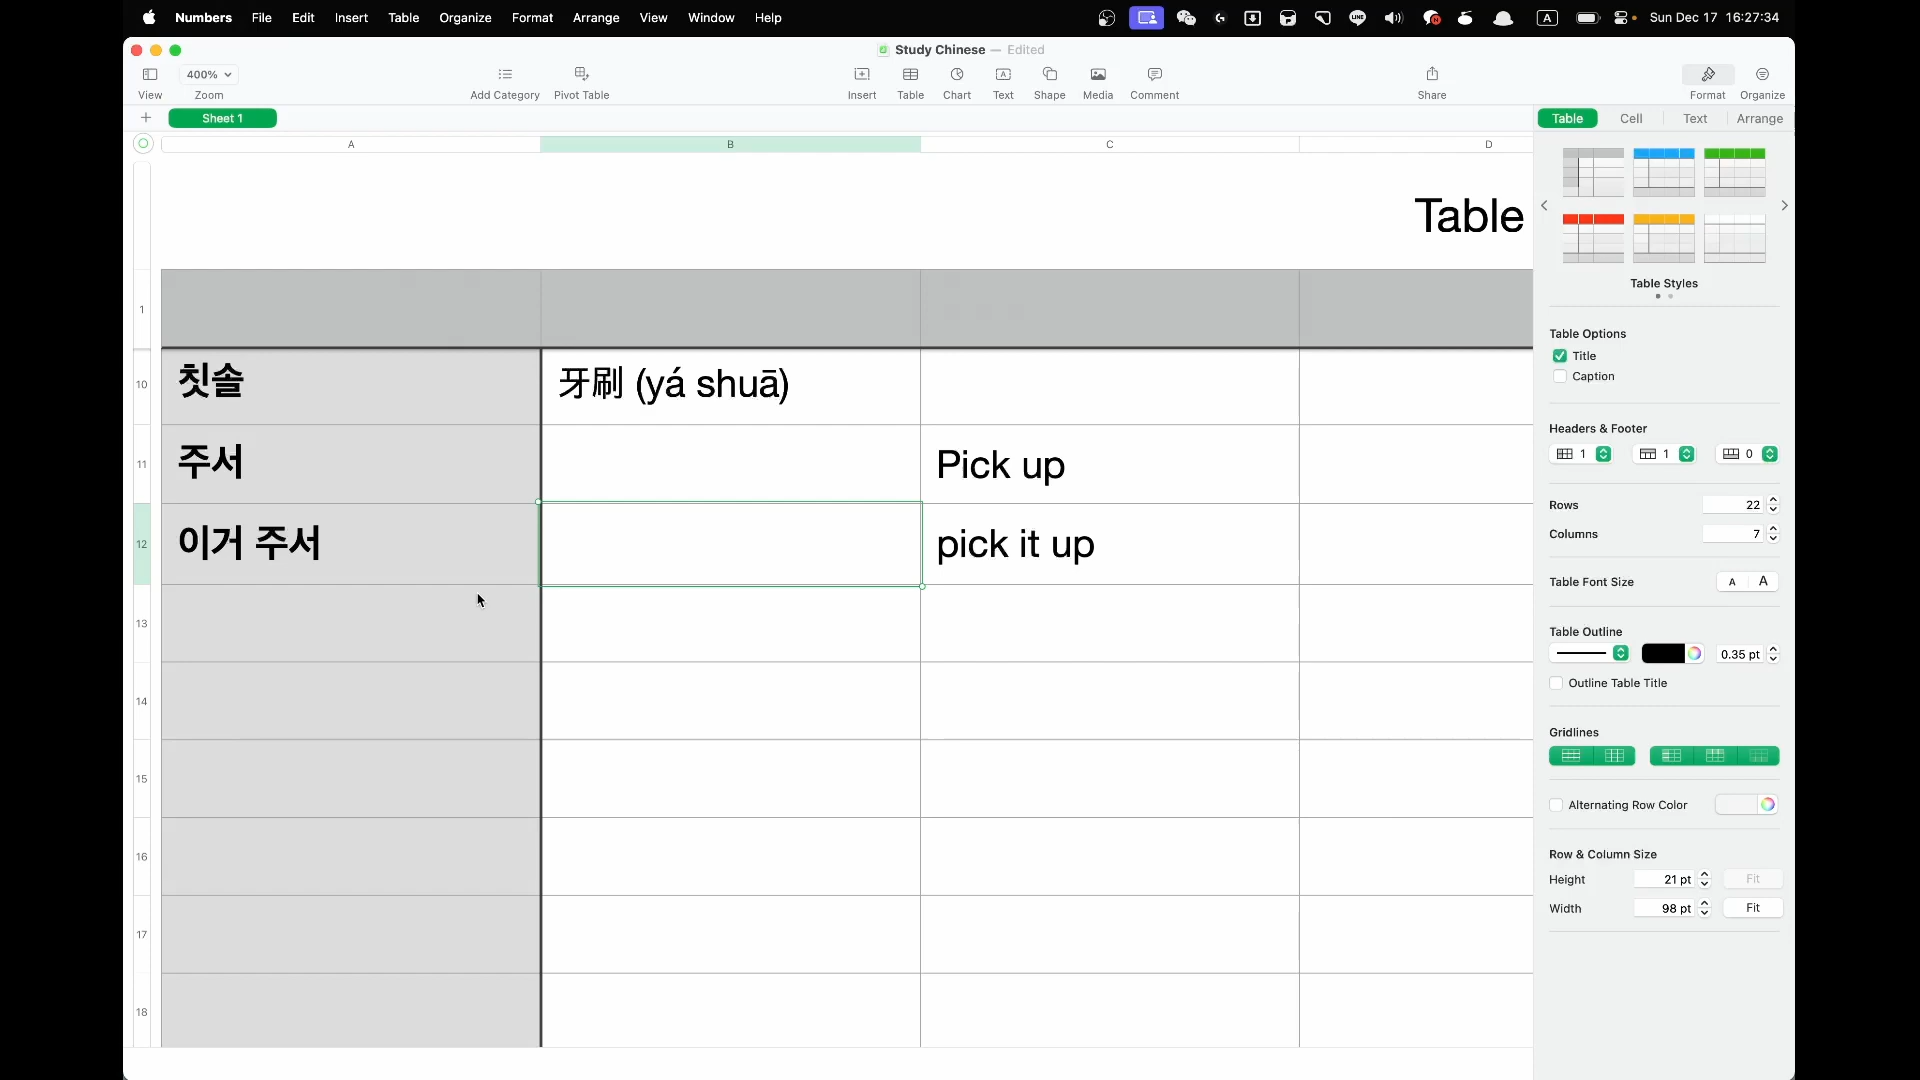 Numbers File Edit Insert Table Organize Format Arrange View Window Help
A Sun Dec 17 16:27:34
Study Chinese — Edited
400%
View Zoom Add Category Pivot Table Insert Table Chart Text Shape Media Comment Share Format Organize
Sheet 1
Table Cell Text Arrange
A B C D
Table
Table Styles
1
Table Options
Title
Caption
10 칫솔 牙刷 (yá shuā)
Headers & Footer
1 1 0
11 주서 Pick up
Rows 22
Columns 7
12 이거 주서 pick it up
Table Font Size A A
13
Table Outline
0.35 pt
Outline Table Title
14
Gridlines
15
Alternating Row Color
16
Row & Column Size
Height 21 pt Fit
Width 98 pt Fit
17
18